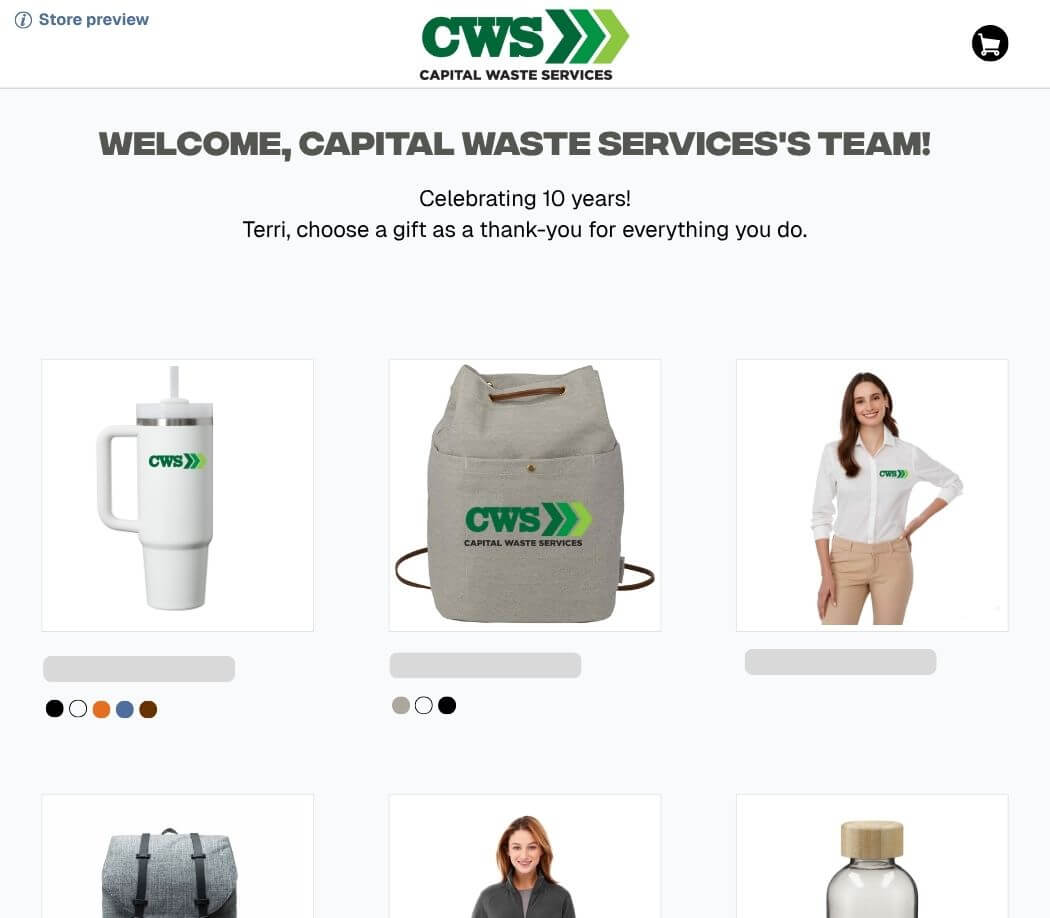 Store preview
CWS
CAPITAL WASTE SERVICES
WELCOME, CAPITAL WASTE SERVICES'S TEAM!
Celebrating 10 years!
Terri, choose a gift as a thank-you for everything you do.
CWS
CWS
CAPITAL WASTE SERVICES
CWS